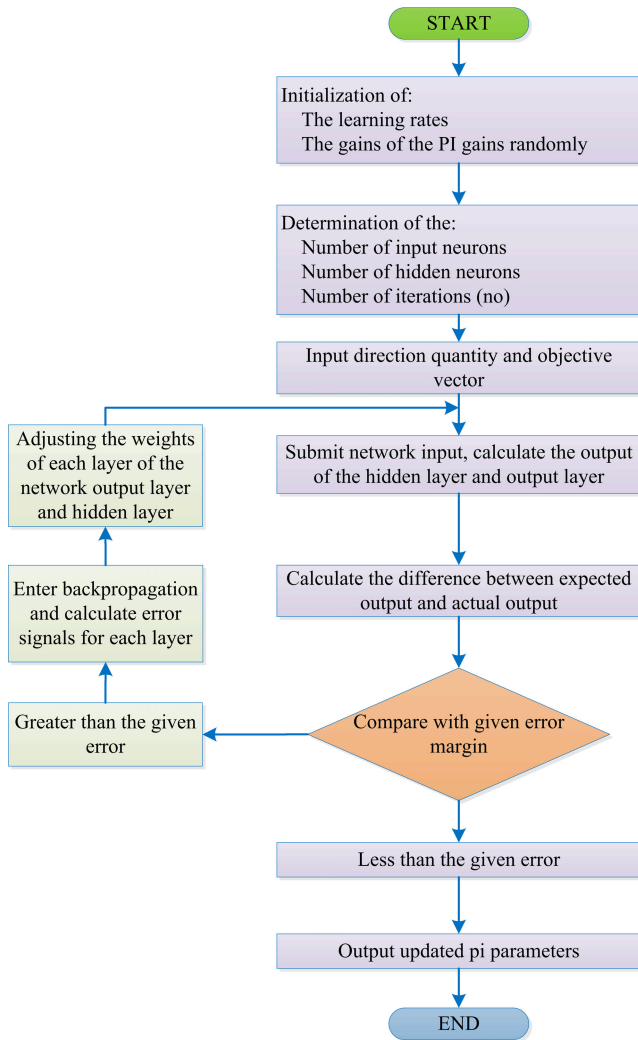 START
Initialization of:
The learning rates
The gains of the PI gains randomly
Determination of the:
Number of input neurons
Number of hidden neurons
Number of iterations (no)
Input direction quantity and objective
vector
Submit network input, calculate the output
of the hidden layer and output layer
Calculate the difference between expected
output and actual output
Compare with given error
margin
Greater than the given
error
Enter backpropagation
and calculate error
signals for each layer
Adjusting the weights
of each layer of the
network output layer
and hidden layer
Less than the given error
Output updated pi parameters
END